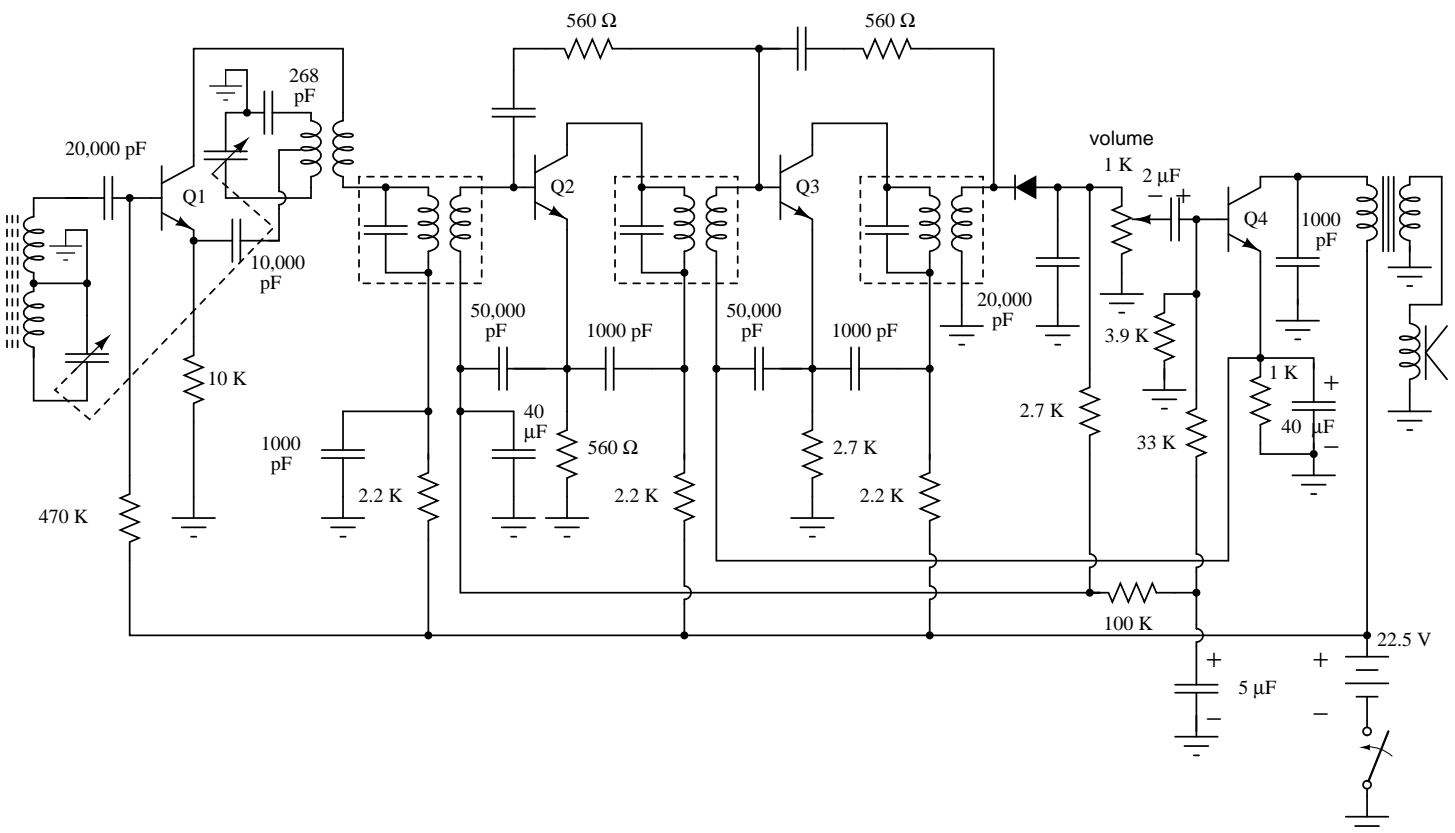 560 Ω
560 Ω
268
pF
volume
20,000 pF
1 K
2 μF
Q1
Q2
Q3
Q4
−
+
1000
pF
10,000
pF
50,000
pF
1000 pF
50,000
pF
1000 pF
20,000
pF
3.9 K
10 K
1 K
+
40
μF
2.7 K
1000
pF
560 Ω
2.7 K
33 K
40 μF
−
2.2 K
2.2 K
2.2 K
470 K
100 K
22.5 V
+
+
5 μF
−
−